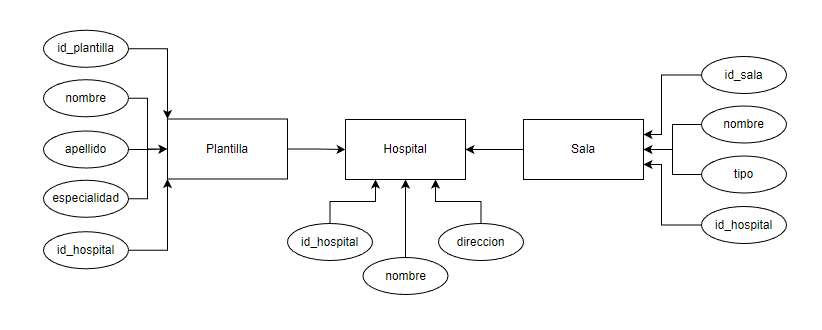 id_plantilla
nombre
apellido
especialidad
id_hospital
Plantilla
Hospital
Sala
id_hospital
nombre
direccion
id_sala
nombre
tipo
id_hospital